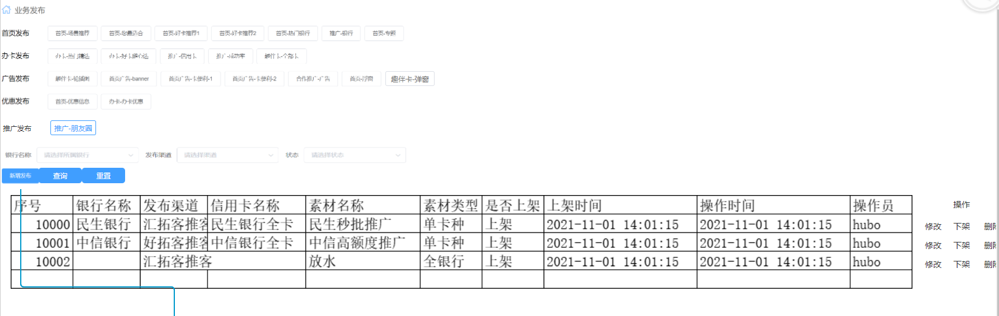 业务发布
首页发布 首页-场景推荐 首页-您最适合 首页-好卡推荐1 首页-好卡推荐2 首页-热门银行 推广-银行 首页-专题
办卡发布 办卡-热门精选 办卡-好卡随心选 推广-信用卡 推广-成功率 趣伴卡-全部卡
广告发布 趣伴卡-轮播图 首页广告-banner 首页广告-卡便利-1 首页广告-卡便利-2 合作推广-广告 首页-浮窗 趣伴卡-弹窗
优惠发布 首页-优惠信息 办卡-办卡优惠
推广发布 推广-朋友圈
银行名称 请选择所属银行 发布渠道 请选择渠道 状态 请选择状态
新增发布 查询 重置
序号 银行名称 发布渠道 信用卡名称 素材名称 素材类型 是否上架 上架时间 操作时间 操作员 操作
10000 民生银行 汇拓客推客 民生银行全卡 民生秒批推广 单卡种 上架 2021-11-01 14:01:15 2021-11-01 14:01:15 hubo 修改 下架 删除
10001 中信银行 好拓客推客 中信银行全卡 中信高额度推广 单卡种 上架 2021-11-01 14:01:15 2021-11-01 14:01:15 hubo 修改 下架 删除
10002 汇拓客推客 放水 全银行 上架 2021-11-01 14:01:15 2021-11-01 14:01:15 hubo 修改 下架 删除